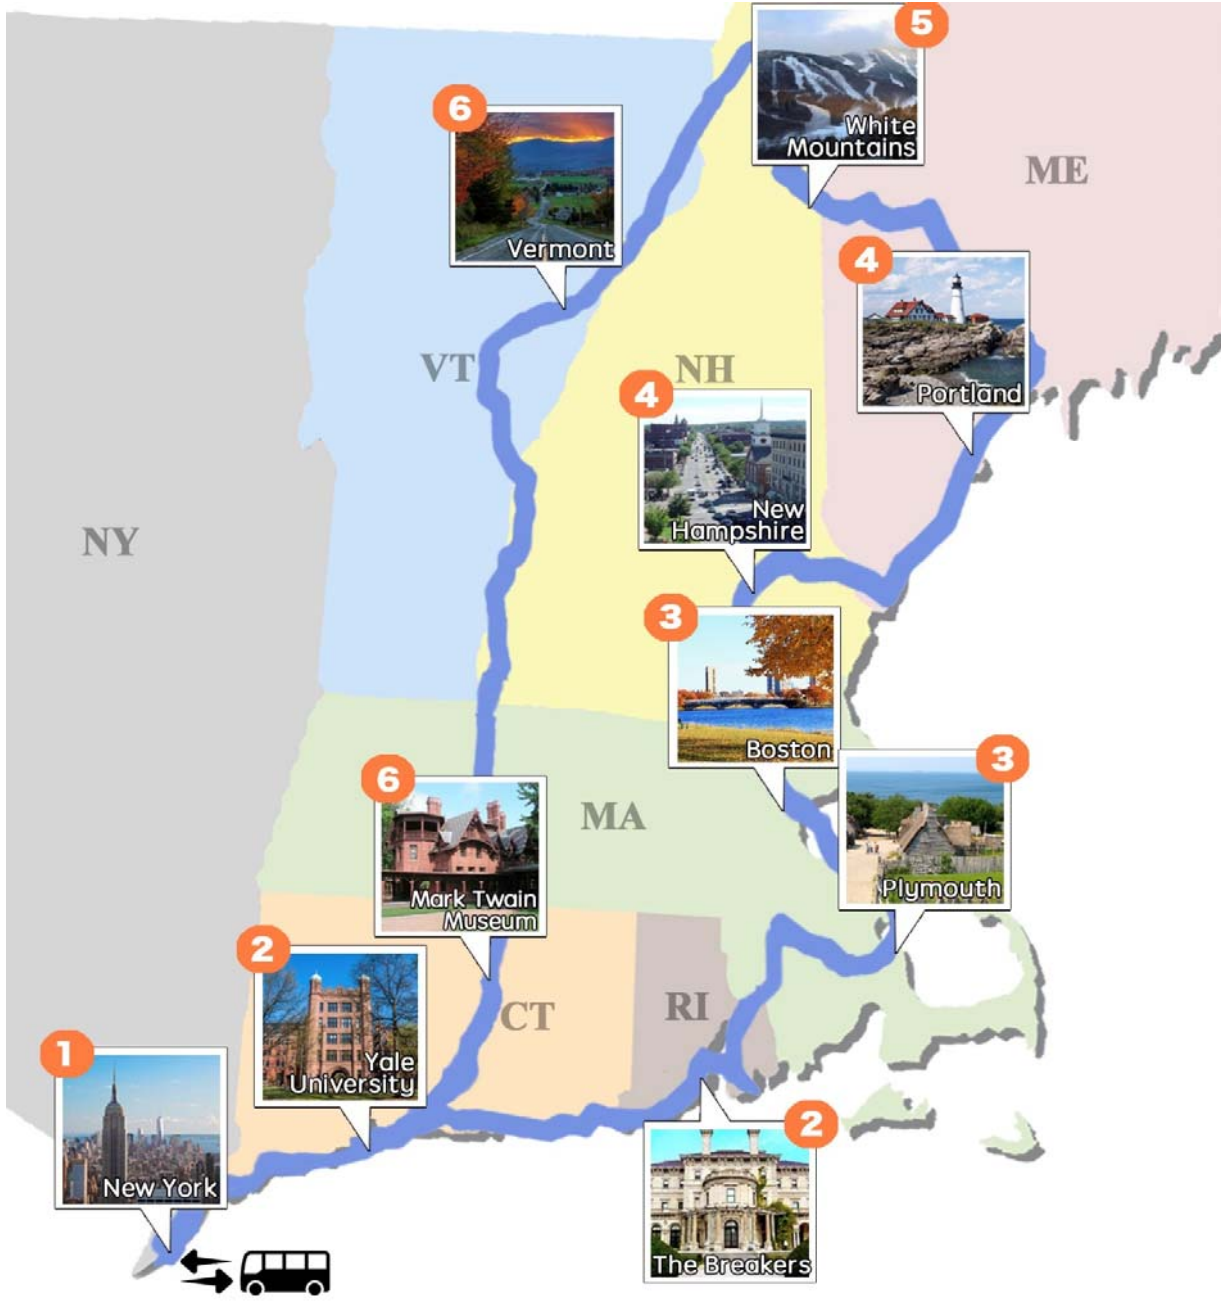 5
White
Mountains
6
Vermont
ME
4
Portland
VT
NH
4
New
Hampshire
NY
3
Boston
3
Plymouth
6
Mark Twain
Museum
MA
2
Yale
University
CT
RI
1
New York
2
The Breakers